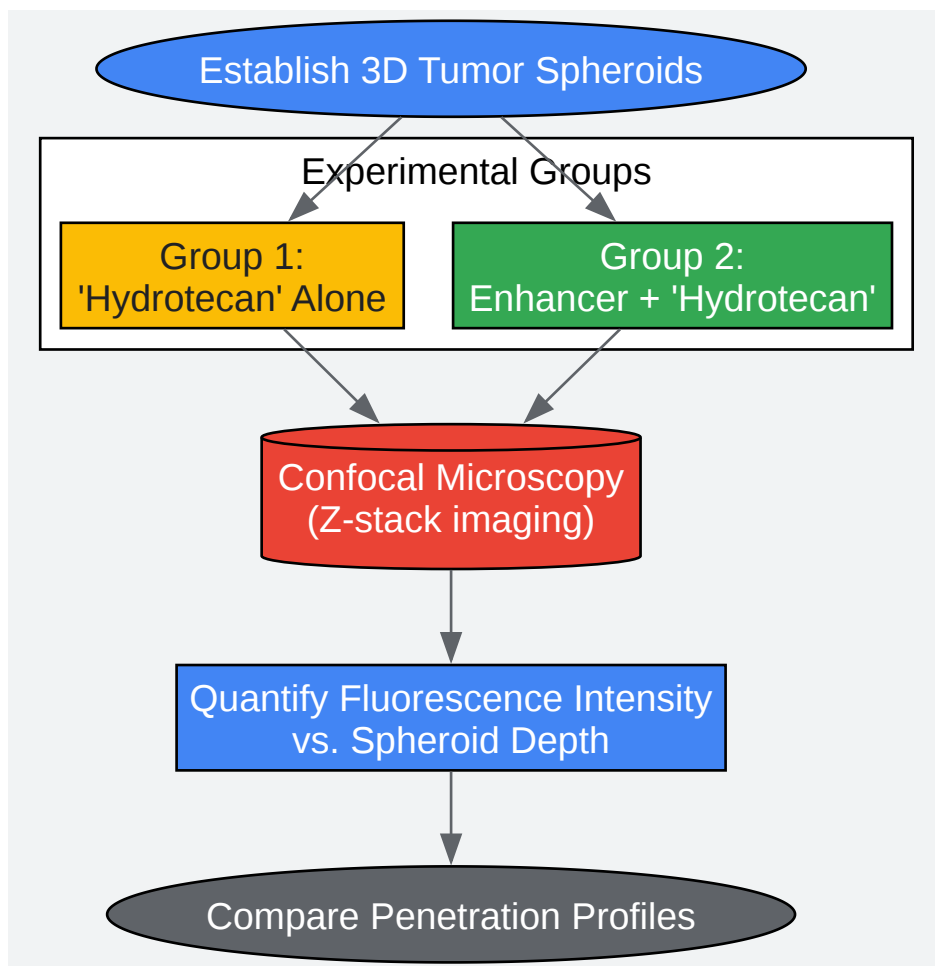 Establish 3D Tumor Spheroids
Experimental Groups
Group 1:
'Hydrotecan' Alone
Group 2:
Enhancer + 'Hydrotecan'
Confocal Microscopy
(Z-stack imaging)
Quantify Fluorescence Intensity
vs. Spheroid Depth
Compare Penetration Profiles